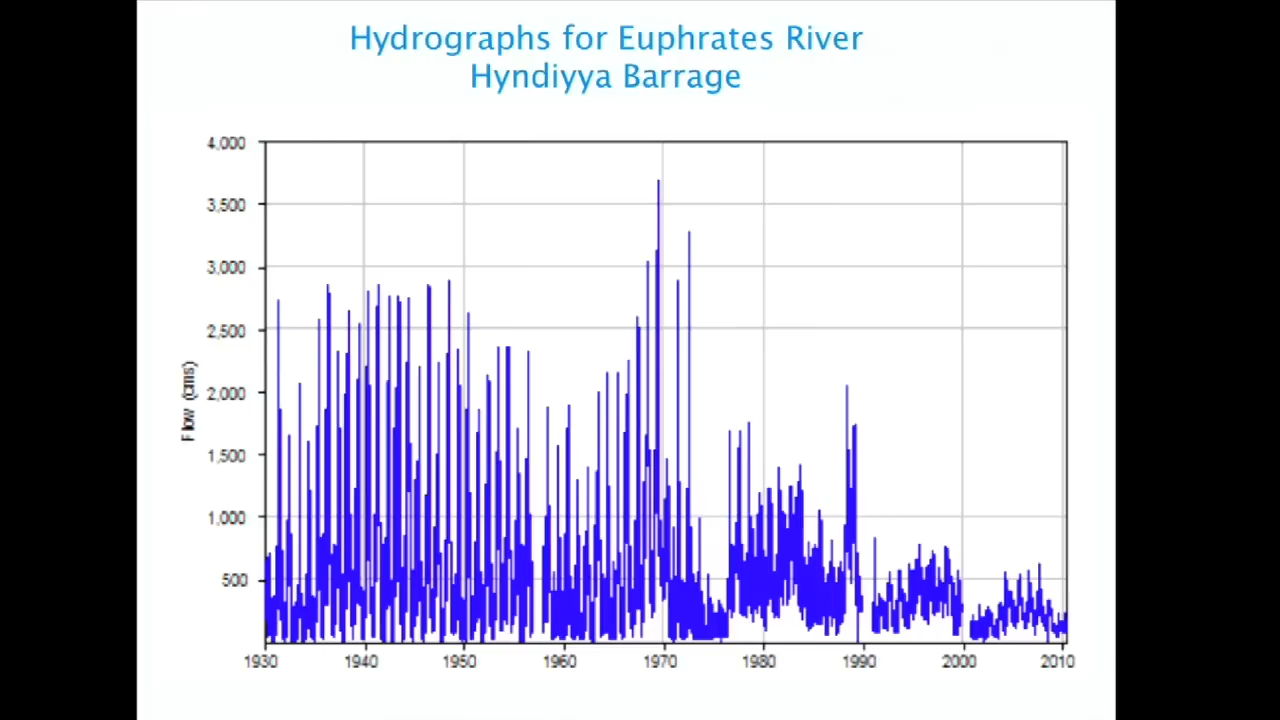 Hydrographs for Euphrates River
Hyndiyya Barrage
4,000
3,500
3,000
2,500
2,000
1,500
1,000
500
Flow (cms)
1930 1940 1950 1960 1970 1980 1990 2000 2010